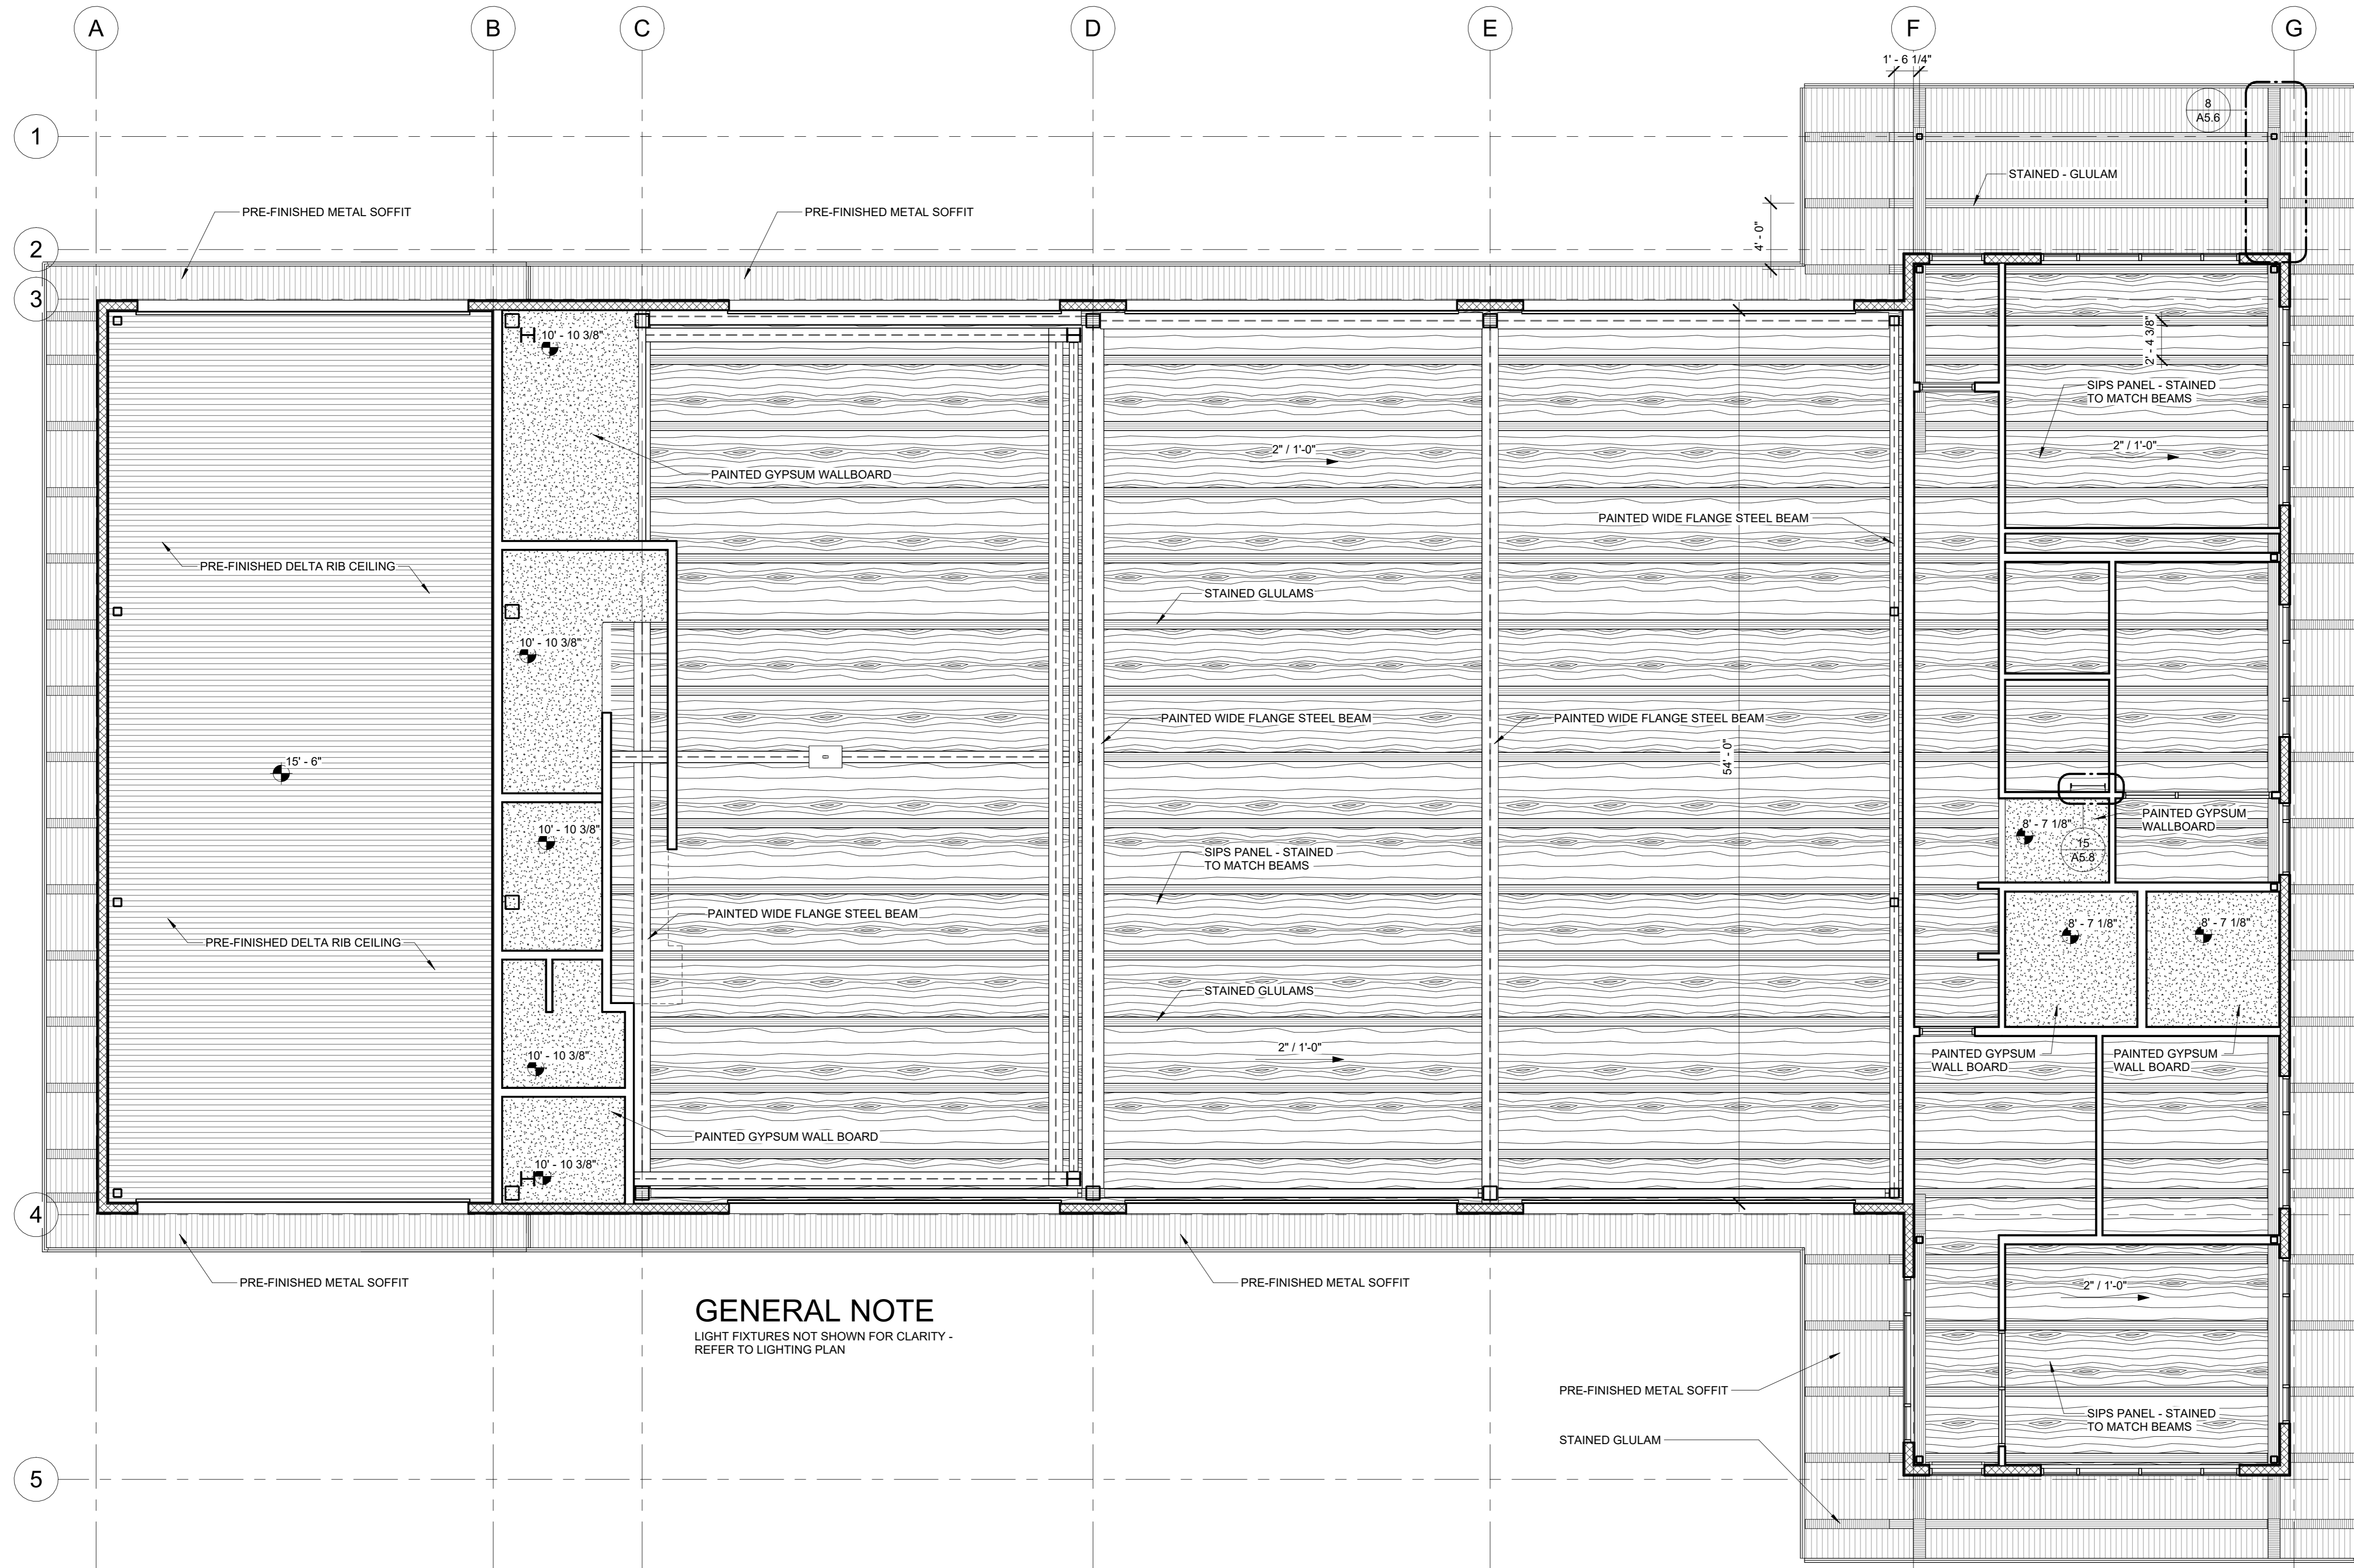 A
B
C
D
E
F
G
1' - 6 1/4"
8
A5.6
1
STAINED - GLULAM
PRE-FINISHED METAL SOFFIT
PRE-FINISHED METAL SOFFIT
4' - 0"
2
3
10' - 10 3/8"
2' - 4 3/8"
SIPS PANEL - STAINED
TO MATCH BEAMS
2" / 1'-0"
2" / 1'-0"
PAINTED GYPSUM WALLBOARD
PAINTED WIDE FLANGE STEEL BEAM
PRE-FINISHED DELTA RIB CEILING
STAINED GLULAMS
10' - 10 3/8"
PAINTED WIDE FLANGE STEEL BEAM
PAINTED WIDE FLANGE STEEL BEAM
54' - 0"
15' - 6"
10' - 10 3/8"
8' - 7 1/8"
PAINTED GYPSUM
WALLBOARD
15
A5.8
SIPS PANEL - STAINED
TO MATCH BEAMS
PAINTED WIDE FLANGE STEEL BEAM
8' - 7 1/8"
8' - 7 1/8"
PRE-FINISHED DELTA RIB CEILING
STAINED GLULAMS
2" / 1'-0"
10' - 10 3/8"
PAINTED GYPSUM
WALL BOARD
PAINTED GYPSUM
WALL BOARD
PAINTED GYPSUM WALL BOARD
10' - 10 3/8"
4
PRE-FINISHED METAL SOFFIT
PRE-FINISHED METAL SOFFIT
2" / 1'-0"
GENERAL NOTE
LIGHT FIXTURES NOT SHOWN FOR CLARITY -
REFER TO LIGHTING PLAN
PRE-FINISHED METAL SOFFIT
SIPS PANEL - STAINED
TO MATCH BEAMS
STAINED GLULAM
5